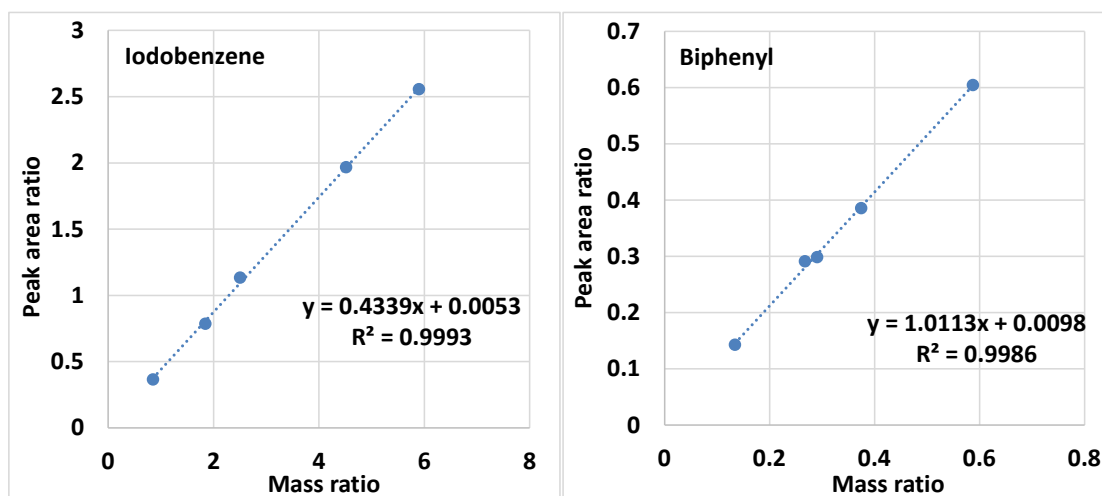 Iodobenzene
Peak area ratio
3
2.5
2
1.5
1
0.5
0
y = 0.4339x + 0.0053
R² = 0.9993
0 2 4 6 8
Mass ratio
Biphenyl
Peak area ratio
0.7
0.6
0.5
0.4
0.3
0.2
0.1
0
y = 1.0113x + 0.0098
R² = 0.9986
0 0.2 0.4 0.6 0.8
Mass ratio